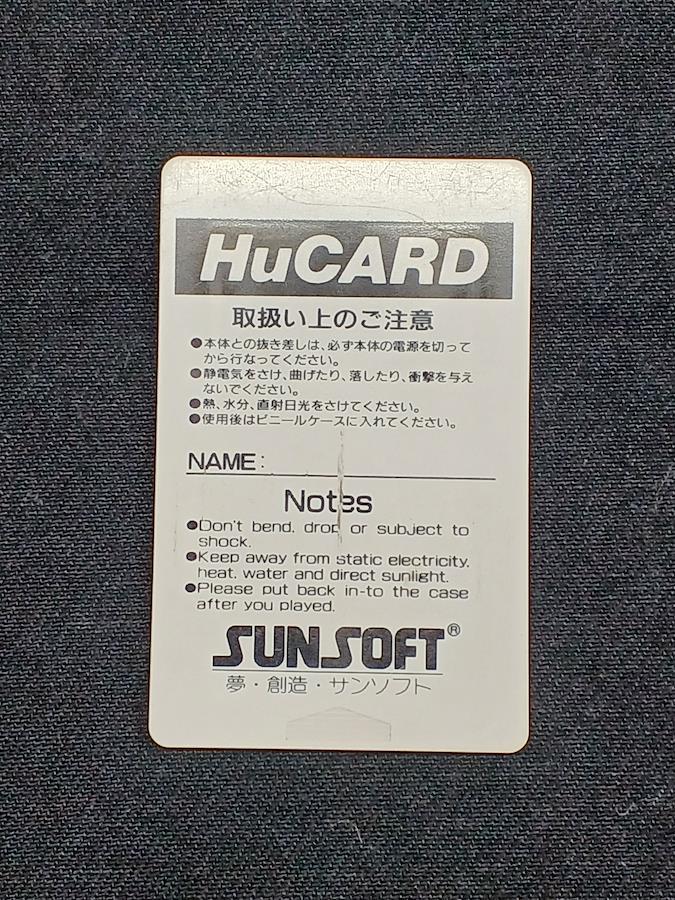 HuCARD
取扱い上のご注意
●本体との抜き差しは、必ず本体の電源を切って
から行なってください。
●静電気をさけ、曲げたり、落したり、衝撃を与え
ないでください。
●熱、水分、直射日光をさけてください。
●使用後はビニールケースに入れてください。
NAME:
Notes
●Don't bend, drop or subject to
shock.
●Keep away from static electricity,
heat, water and direct sunlight.
●Please put back in-to the case
after you played.
SUNSOFT®
夢・創造・サンソフト